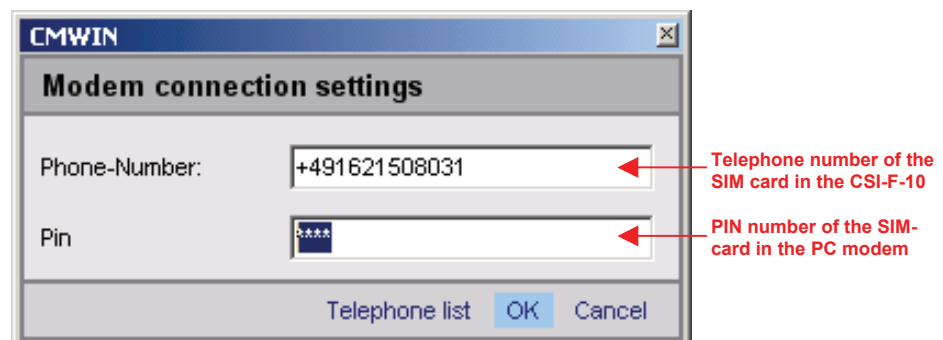 CMWIN
Modem connection settings
Phone-Number: +491621508031
Telephone number of the
SIM card in the CSI-F-10
Pin ****
PIN number of the SIM-
card in the PC modem
Telephone list OK Cancel